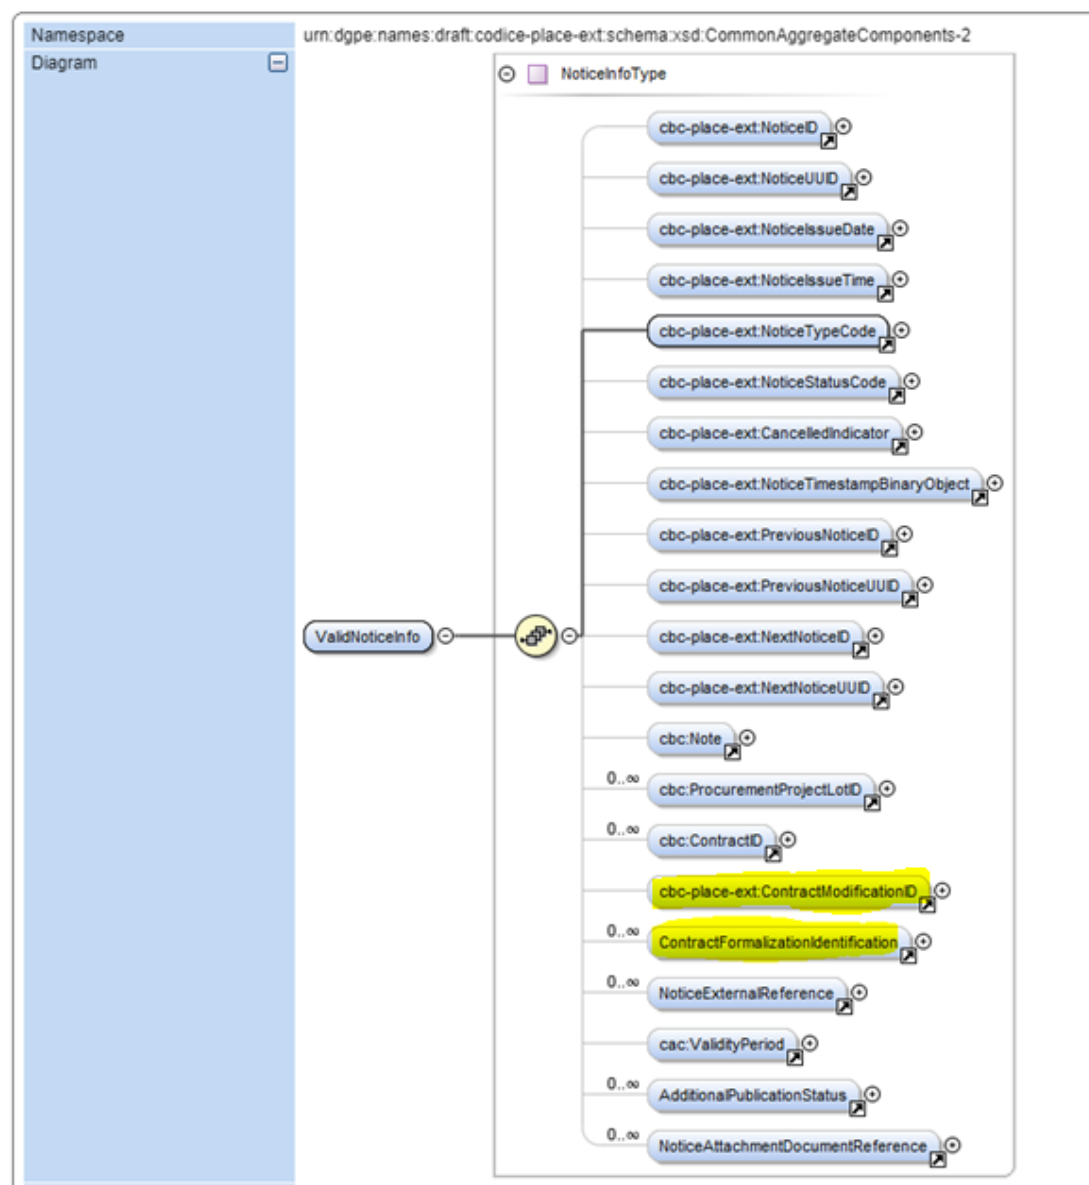 Namespace urn:dgpe:names:draft:codice-place-ext:schema:xsd:CommonAggregateComponents-2
Diagram
NoticeInfoType
cbc-place-ext:NoticeID
cbc-place-ext:NoticeUUID
cbc-place-ext:NoticeIssueDate
cbc-place-ext:NoticeIssueTime
cbc-place-ext:NoticeTypeCode
cbc-place-ext:NoticeStatusCode
cbc-place-ext:CancelledIndicator
cbc-place-ext:NoticeTimestampBinaryObject
cbc-place-ext:PreviousNoticeID
cbc-place-ext:PreviousNoticeUUID
ValidNoticeInfo
cbc-place-ext:NextNoticeID
cbc-place-ext:NextNoticeUUID
cbc:Note
0..∞ cbc:ProcurementProjectLotID
0..∞ cbc:ContractID
cbc-place-ext:ContractModificationID
0..∞ ContractFormalizationIdentification
0..∞ NoticeExternalReference
cac:ValidityPeriod
0..∞ AdditionalPublicationStatus
0..∞ NoticeAttachmentDocumentReference